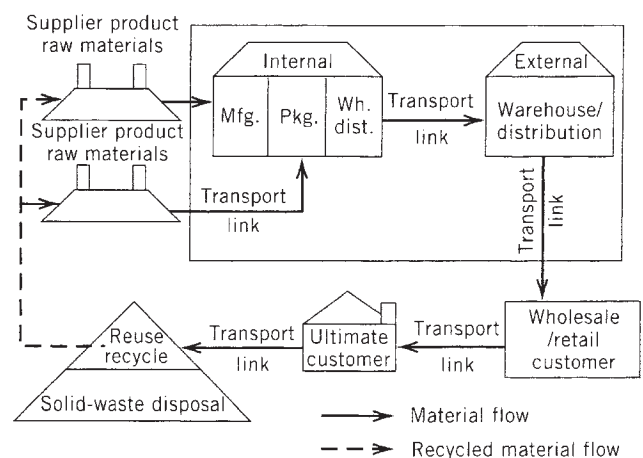 Supplier product
raw materials
Supplier product
raw materials
Internal
Mfg.
Pkg.
Wh.
dist.
Transport
link
External
Warehouse/
distribution
Transport
link
Transport
link
Wholesale
/retail
customer
Transport
link
Ultimate
customer
Transport
link
Reuse
recycle
Solid-waste disposal
Material flow
Recycled material flow